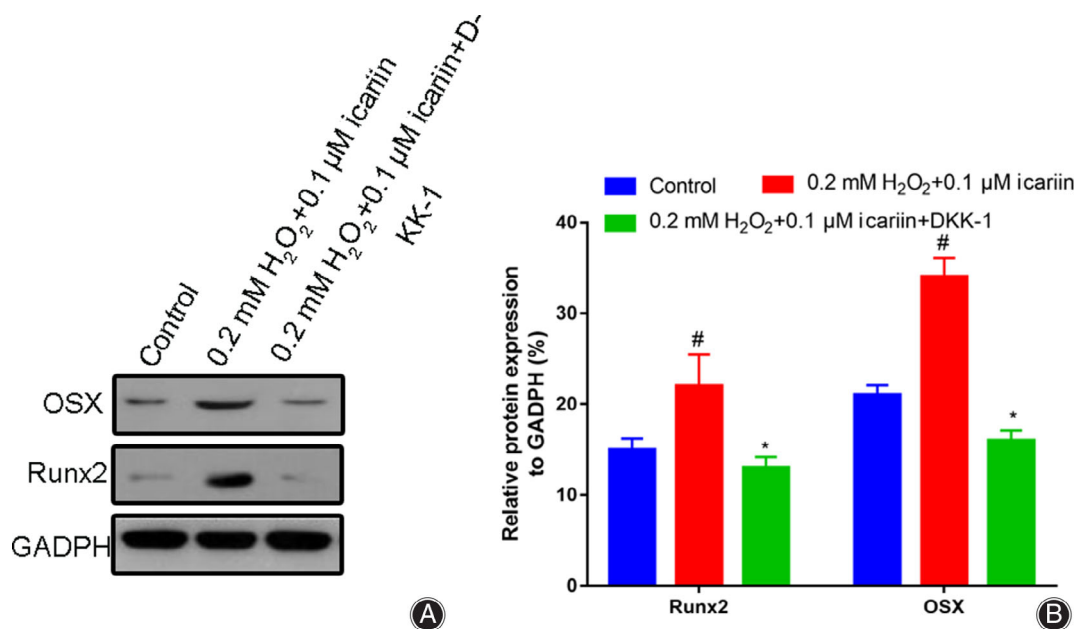 Control
0.2 mM H₂O₂+0.1 µM icariin
0.2 mM H₂O₂+0.1 µM icariin+D-
KK-1
OSX
Runx2
GADPH
A
Control
0.2 mM H₂O₂+0.1 µM icariin
0.2 mM H₂O₂+0.1 µM icariin+DKK-1
Relative protein expression
to GADPH (%)
40
30
20
10
0
#
*
#
*
Runx2
OSX
B